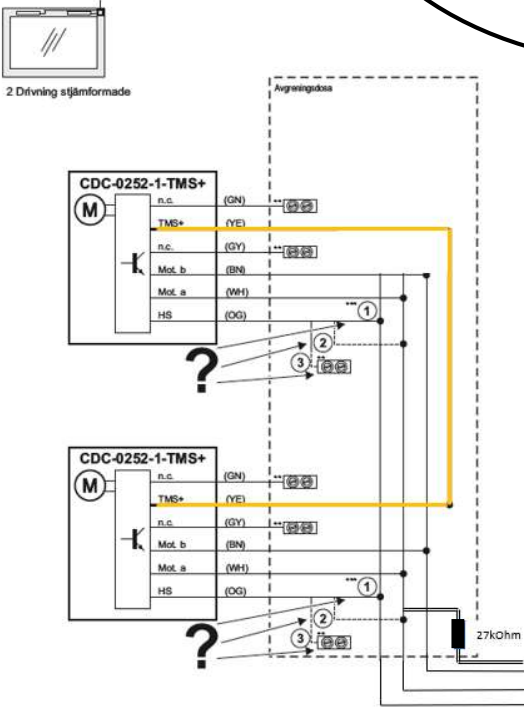 2 Drivning stjärnformade
Avgreningsdosa
CDC-0252-1-TMS+
M
n.c. (GN) **
TMS+ (YE)
n.c. (GY) **
Mot. b (BN)
Mot. a (WH) *** 1
HS (OG)
2
? 3 **
CDC-0252-1-TMS+
M
n.c. (GN) **
TMS+ (YE)
n.c. (GY) **
Mot. b (BN)
Mot. a (WH) *** 1
HS (OG)
2
? 3 **
27kOhm